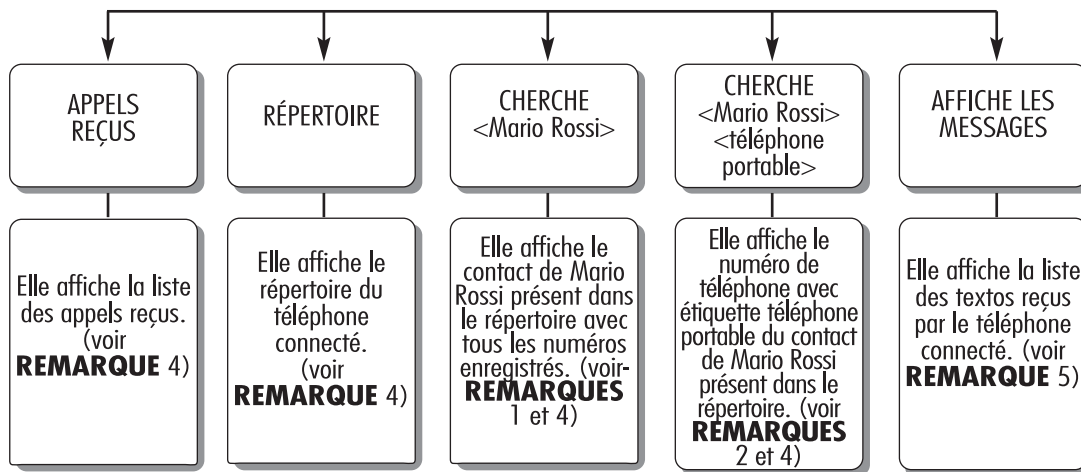 APPELS
REÇUS
RÉPERTOIRE
CHERCHE
<Mario Rossi>
CHERCHE
<Mario Rossi>
<téléphone
portable>
AFFICHE LES
MESSAGES
Elle affiche la liste
des appels reçus.
(voir
REMARQUE 4)
Elle affiche le
répertoire du
téléphone
connecté.
(voir
REMARQUE 4)
Elle affiche le
contact de Mario
Rossi présent dans
le répertoire avec
tous les numéros
enregistrés. (voir-
REMARQUES
1 et 4)
Elle affiche le
numéro de
téléphone avec
étiquette téléphone
portable du contact
de Mario Rossi
présent dans le
répertoire. (voir
REMARQUES
2 et 4)
Elle affiche la liste
des textos reçus
par le téléphone
connecté. (voir
REMARQUE 5)